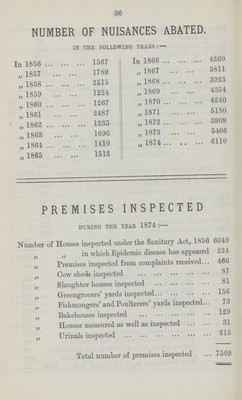 36
NUMBER OF NUISANCES ABATED.
IN THE FOLLOWING YEARS:—
In 1856 ... ... ... 1567
„ 1857 ... ... ... 1789
„ 1858 ... ... ... 2515
„ 1859 ... ... ... 1224
„ 1860 ... ... ... 1267
„ 1861 ... ... ... 2487
„ 1862 ... ... ... 1235
„ 1863 ... ... ... 1096
„ 1864 ... ... ... 1410
„ 1865 ... ... ... 1512
In 1866 ... ... ... 4260
„ 1867 ... ... ... 5811
„ 1868 ... ... ... 3923
„ 1869 ... ... ... 4354
„ 1870 ... ... ... 4240
„ 1871 ... ... ... 5180
„ 1872 ... ... ... 3909
„ 1873 ... ... ... 5406
„ 1874 ... ... ... 6110
PREMISES INSPECTED
DURING THE YEAR 1874:—
Number of Houses inspected under the Sanitary Act, 1856 6049
„ „ in which Epidemic disease has appeared 224
„ Premises inspected from complaints received... 466
„ Cow sheds inspected ... ... ... ... ... 87
„ Slaughter houses inspected ... ... ... ... 81
„ Greengrocers' yards inspected... ... ... ... 156
„ Fishmongers' and Poulterers' yards inspected... 73
„ Bakehouses inspected ... ... ... ... ... 129
„ Houses measured as well as inspected ... ... 31
„ Urinals inspected ... ... ... ... ... ... 213
Total number of premises inspected ... 7509